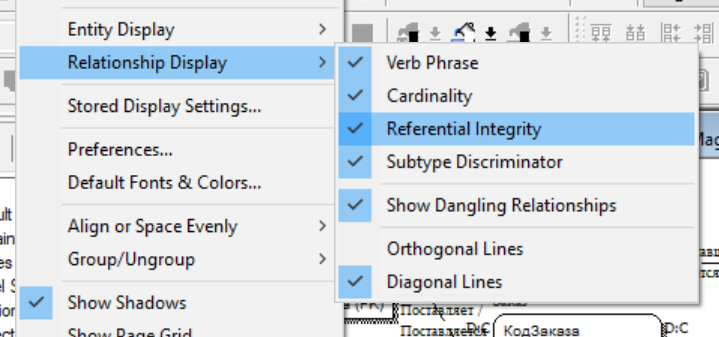 Entity Display
Relationship Display
Stored Display Settings...
Preferences...
Default Fonts & Colors...
Align or Space Evenly
Group/Ungroup
Show Shadows
Show Page Grid
Verb Phrase
Cardinality
Referential Integrity
Subtype Discriminator
Show Dangling Relationships
Orthogonal Lines
Diagonal Lines
(FK)
Поставляет /
Поставляется
D:C
КодЗаказа
D:C